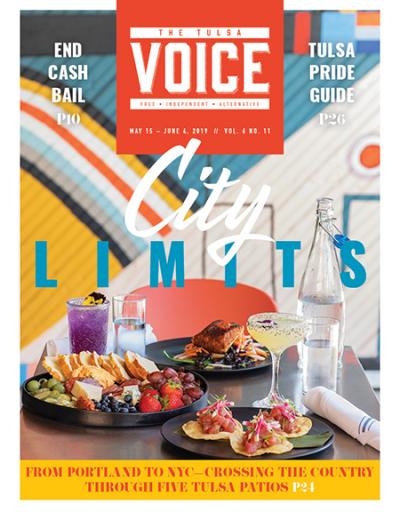 THE TULSA
VOICE
FREE • INDEPENDENT • ALTERNATIVE
MAY 15 – JUNE 4, 2019 // VOL. 6 NO. 11
END
CASH
BAIL
P10
TULSA
PRIDE
GUIDE
P26
City
LIMITS
FROM PORTLAND TO NYC—CROSSING THE COUNTRY
THROUGH FIVE TULSA PATIOS P24